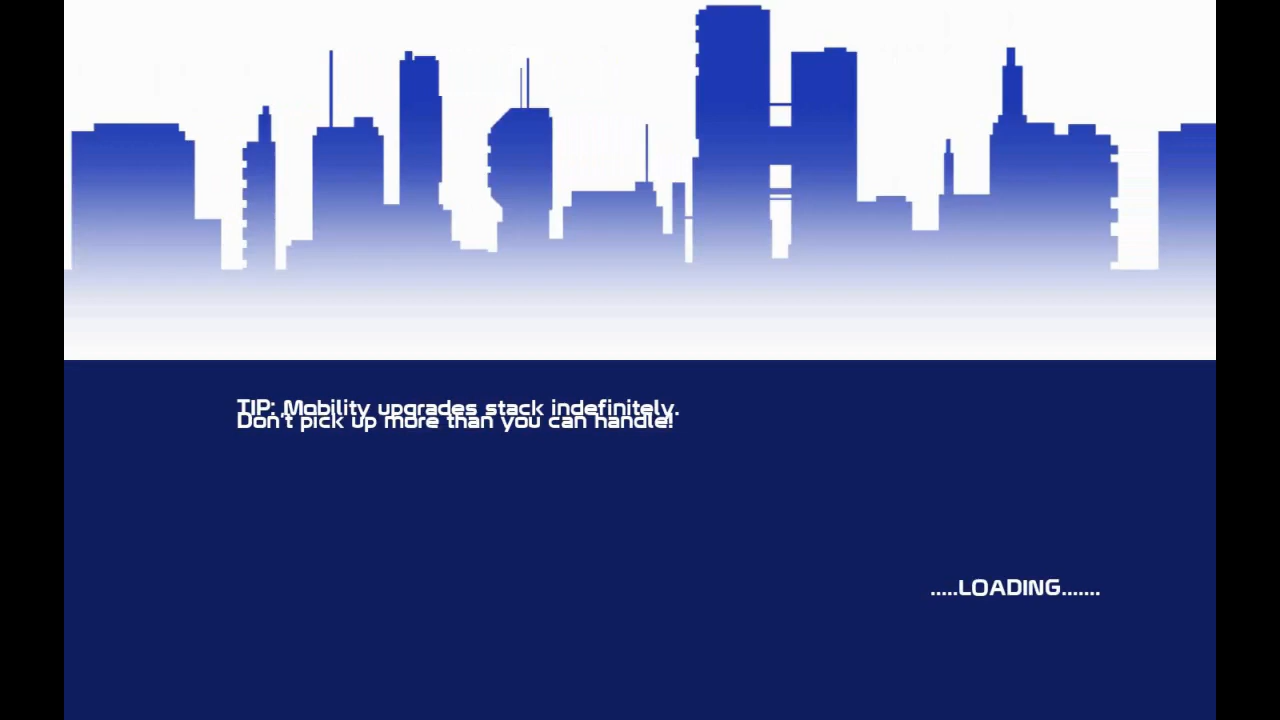 TIP: Mobility upgrades stack indefinitely.
Don't pick up more than you can handle!
.....LOADING.......